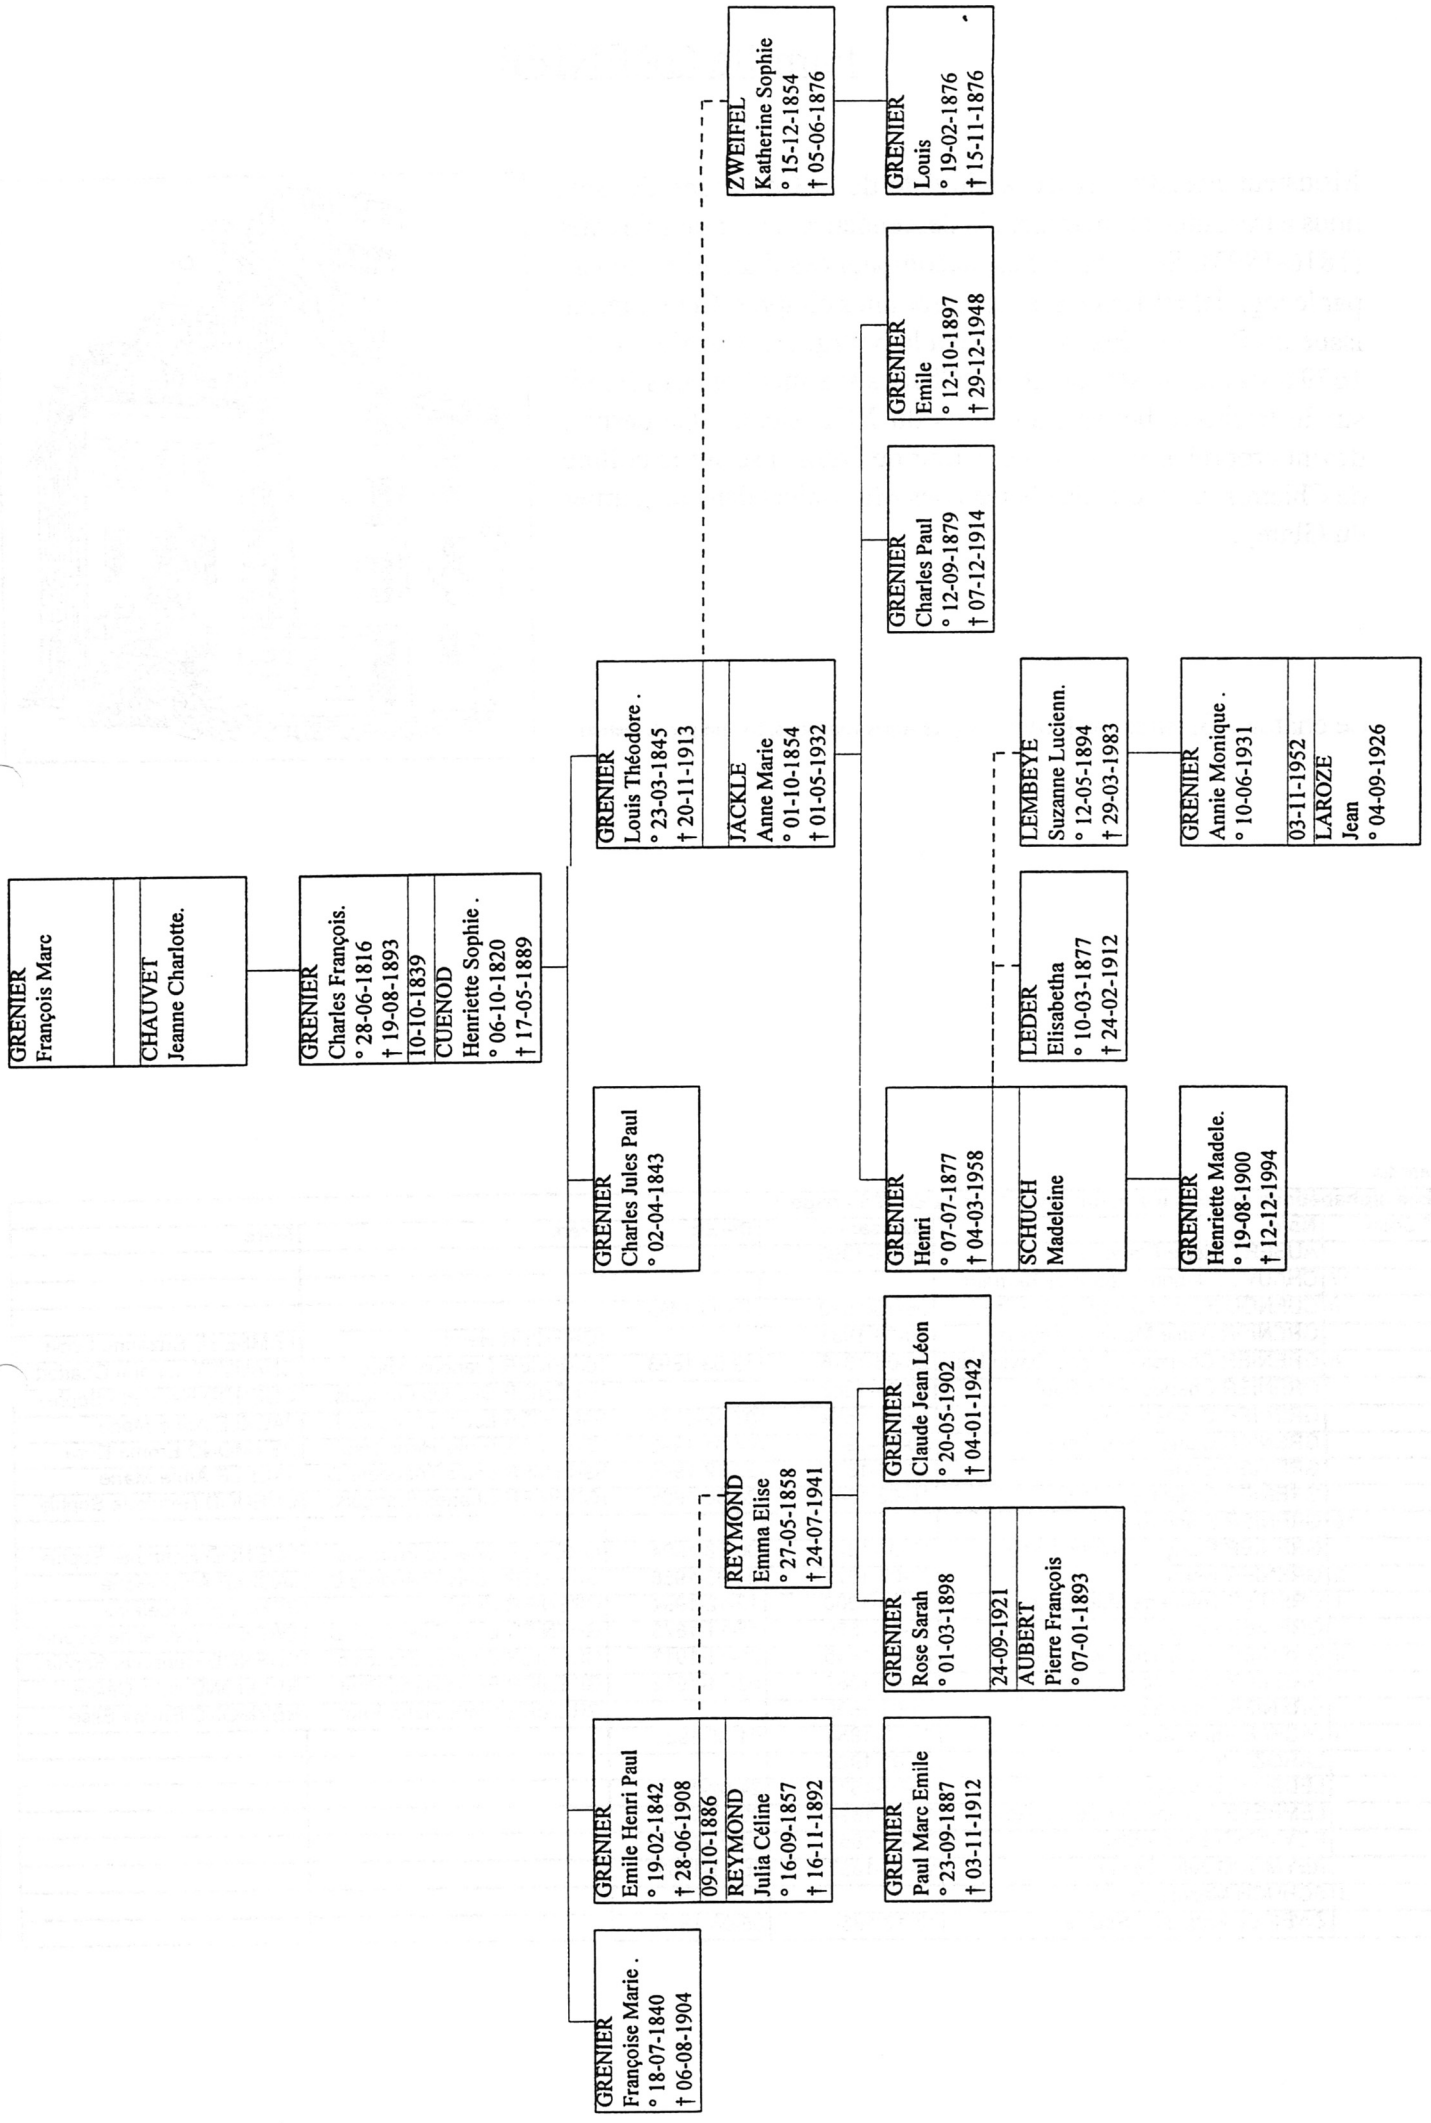 GRENIER
François Marc
CHAUVET
Jeanne Charlotte.
GRENIER
Charles François.
° 28-06-1816
† 19-08-1893
10-10-1839
CUENOD
Henriette Sophie .
° 06-10-1820
† 17-05-1889
GRENIER
Françoise Marie .
° 18-07-1840
† 06-08-1904
GRENIER
Emile Henri Paul
° 19-02-1842
† 28-06-1908
09-10-1886
REYMOND
Julia Céline
° 16-09-1857
† 16-11-1892
GRENIER
Charles Jules Paul
° 02-04-1843
GRENIER
Louis Théodore .
° 23-03-1845
† 20-11-1913
JÄCKLE
Anne Marie
° 01-10-1854
† 01-05-1932
REYMOND
Emma Elise
° 27-05-1858
† 24-07-1941
ZWEIFEL
Katherine Sophie
° 15-12-1854
† 05-06-1876
GRENIER
Paul Marc Emile
° 23-09-1887
† 03-11-1912
GRENIER
Rose Sarah
° 01-03-1898
24-09-1921
AUBERT
Pierre François
° 07-01-1893
GRENIER
Claude Jean Léon
° 20-05-1902
† 04-01-1942
GRENIER
Henri
° 07-07-1877
† 04-03-1958
SCHUCH
Madeleine
GRENIER
Charles Paul
° 12-09-1879
† 07-12-1914
GRENIER
Emile
° 12-10-1897
† 29-12-1948
GRENIER
Louis
° 19-02-1876
† 15-11-1876
LEDER
Elisabetha
° 10-03-1877
† 24-02-1912
LEMBEYE
Suzanne Lucienn.
° 12-05-1894
† 29-03-1983
GRENIER
Henriette Madele.
° 19-08-1900
† 12-12-1994
GRENIER
Annie Monique .
° 10-06-1931
03-11-1952
LAROZE
Jean
° 04-09-1926